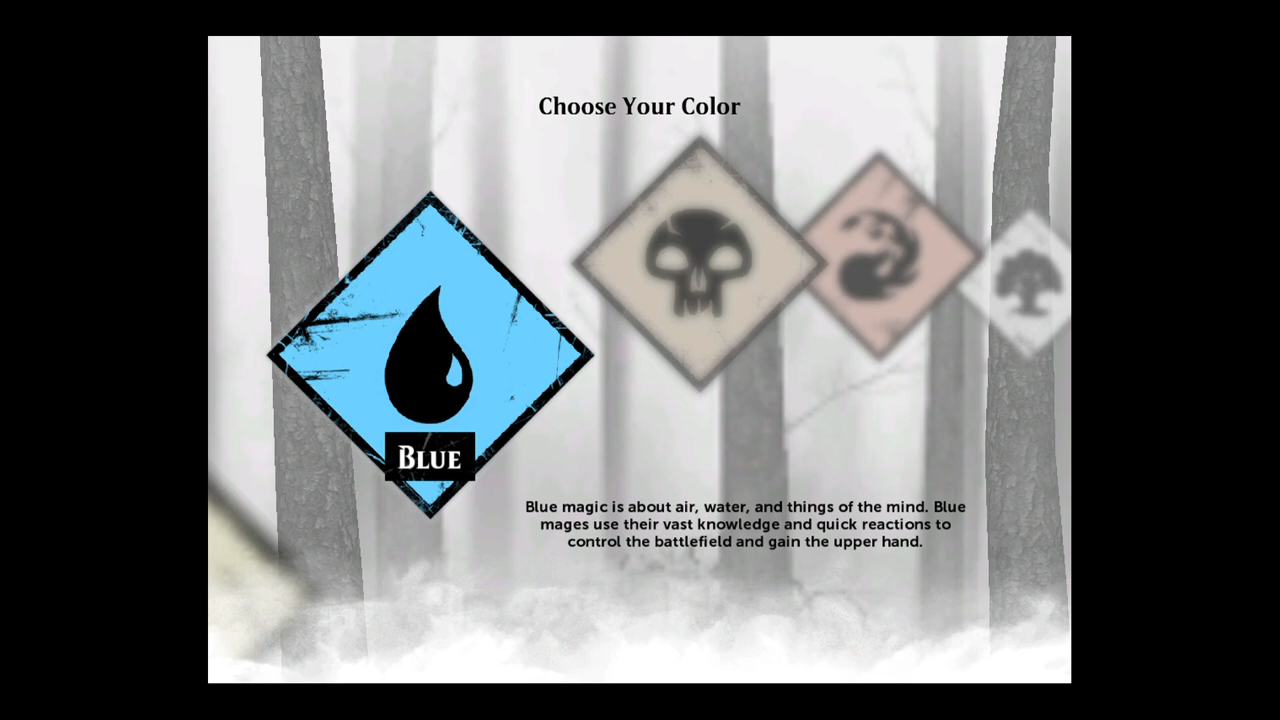 Choose Your Color
Blue
Blue magic is about air, water, and things of the mind. Blue
mages use their vast knowledge and quick reactions to
control the battlefield and gain the upper hand.